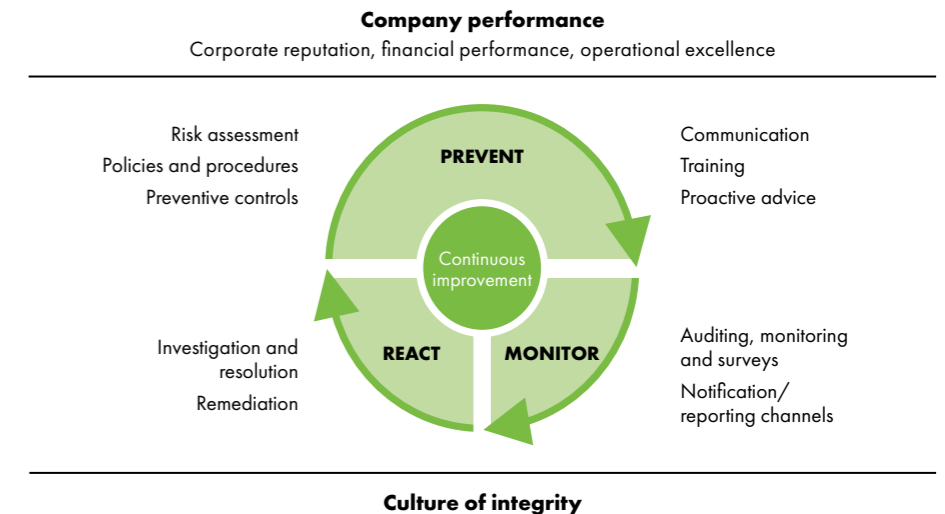 Company performance
Corporate reputation, financial performance, operational excellence
Risk assessment
Policies and procedures
Preventive controls
PREVENT
Communication
Training
Proactive advice
Continuous
improvement
Investigation and
resolution
Remediation
REACT
MONITOR
Auditing, monitoring
and surveys
Notification/
reporting channels
Culture of integrity